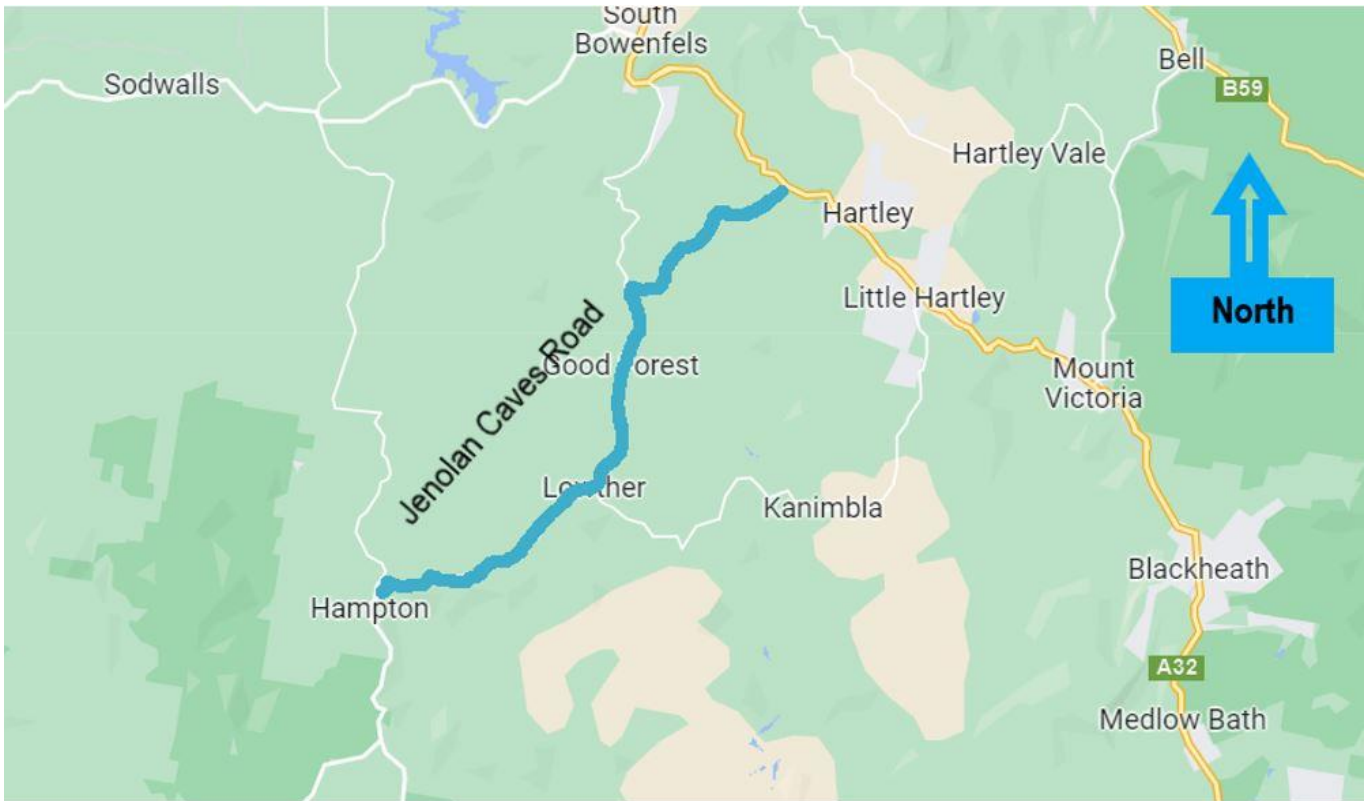 South
Bowenfels
Sodwalls
Bell
B59
Hartley Vale
Hartley
Little Hartley
North
Jenolan Caves Road
Good Forest
Mount
Victoria
Lowther
Kanimbla
Blackheath
Hampton
A32
Medlow Bath